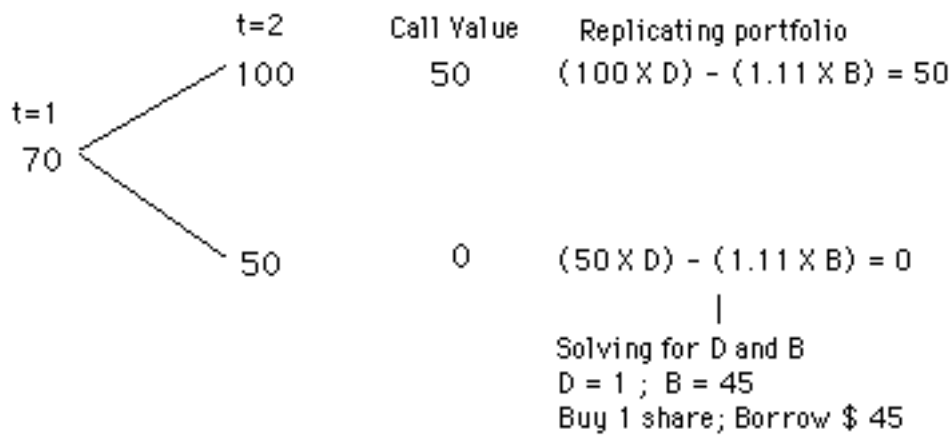 t=2 Call Value Replicating portfolio
100 50 (100 X D) - (1.11 X B) = 50
t=1
70
50 0 (50 X D) - (1.11 X B) = 0
|
Solving for D and B
D = 1 ; B = 45
Buy 1 share; Borrow $ 45